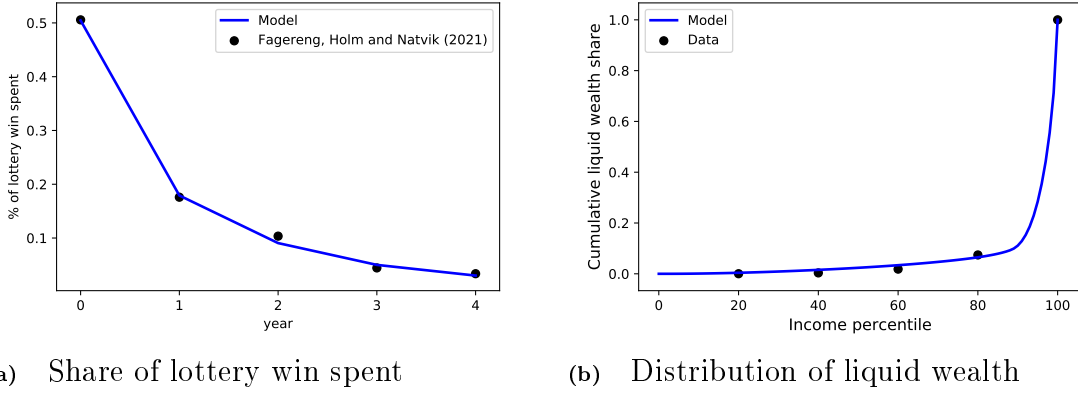 0.5
0.4
0.3
0.2
0.1
% of lottery win spent
Model
Fagereng, Holm and Natvik (2021)
0 1 2 3 4
year
a) Share of lottery win spent
1.0
0.8
0.6
0.4
0.2
0.0
Cumulative liquid wealth share
Model
Data
0 20 40 60 80 100
Income percentile
(b) Distribution of liquid wealth